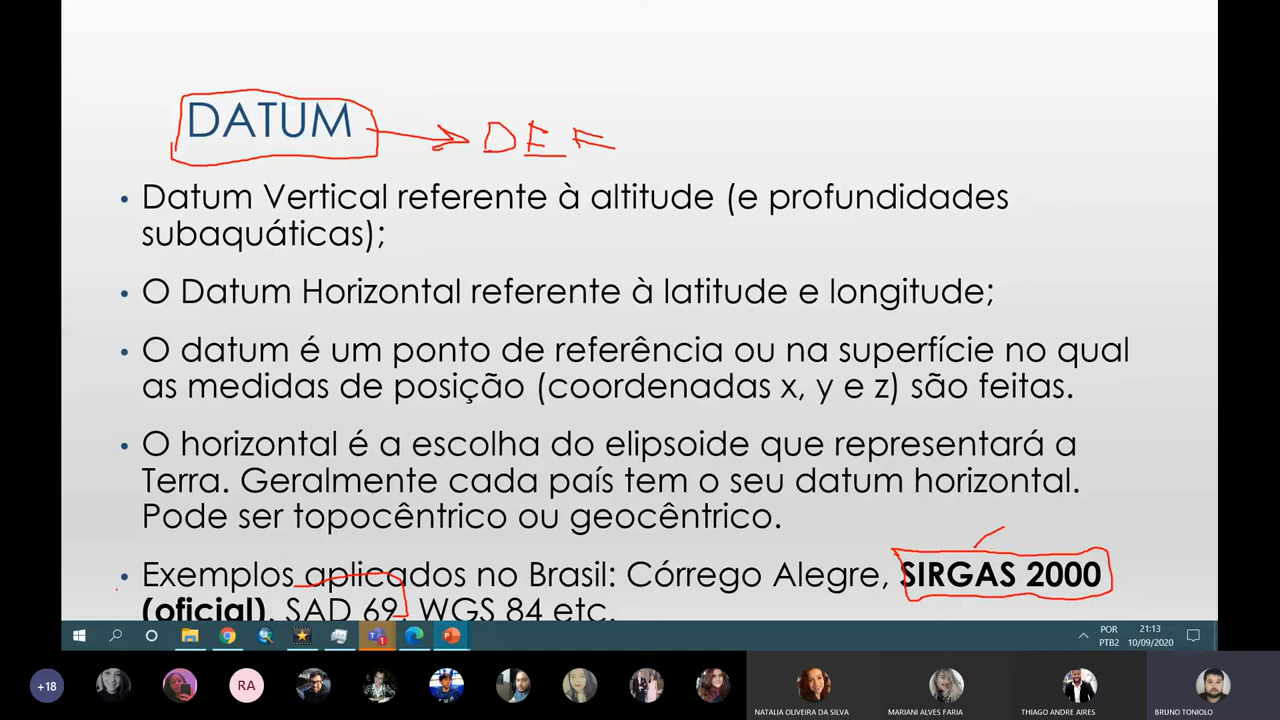 DATUM → DEF
• Datum Vertical referente à altitude (e profundidades
subaquáticas);
• O Datum Horizontal referente à latitude e longitude;
• O datum é um ponto de referência ou na superfície no qual
as medidas de posição (coordenadas x, y e z) são feitas.
• O horizontal é a escolha do elipsoide que representará a
Terra. Geralmente cada país tem o seu datum horizontal.
Pode ser topocêntrico ou geocêntrico.
• Exemplos aplicados no Brasil: Córrego Alegre, SIRGAS 2000
(oficial), SAD 69, WGS 84 etc.
POR
PTB2
21:13
10/09/2020
1
+18
RA
NATALIA OLIVEIRA DA SILVA
MARIANI ALVES FARIA
THIAGO ANDRE AIRES
BRUNO TONIOLO